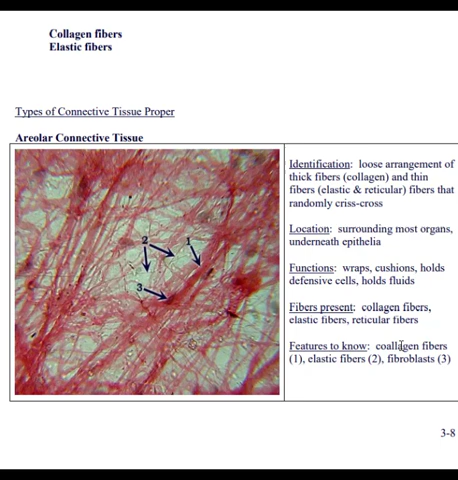 Collagen fibers
Elastic fibers
Types of Connective Tissue Proper
Areolar Connective Tissue
2
1
3
Identification: loose arrangement of
thick fibers (collagen) and thin
fibers (elastic & reticular) fibers that
randomly criss-cross
Location: surrounding most organs,
underneath epithelia
Functions: wraps, cushions, holds
defensive cells, holds fluids
Fibers present: collagen fibers,
elastic fibers, reticular fibers
Features to know: coallagen fibers
(1), elastic fibers (2), fibroblasts (3)
3-8